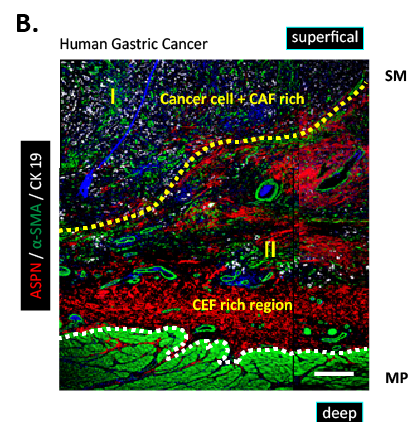 B.
Human Gastric Cancer
superfical
SM
I
Cancer cell + CAF rich
ASPN / α-SMA / CK 19
II
CEF rich region
MP
deep